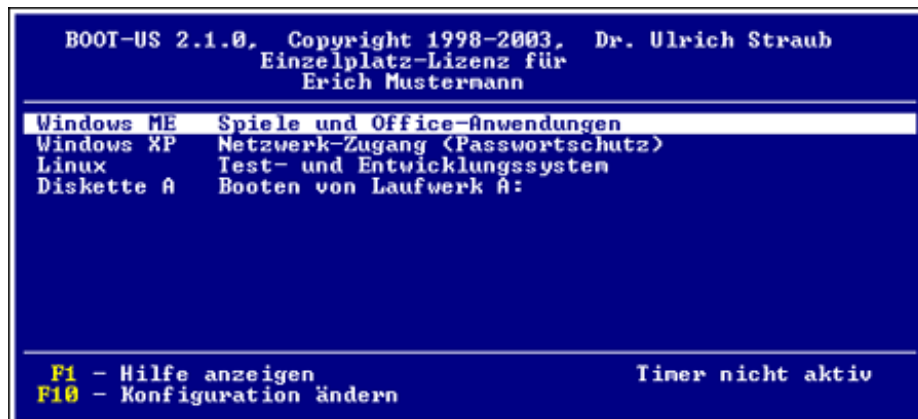 BOOT-US 2.1.0, Copyright 1998-2003, Dr. Ulrich Straub
Einzelplatz-Lizenz für
Erich Mustermann
Windows ME Spiele und Office-Anwendungen
Windows XP Netzwerk-Zugang (Passwortschutz)
Linux Test- und Entwicklungssystem
Diskette A Booten von Laufwerk A:
F1 - Hilfe anzeigen Timer nicht aktiv
F10 - Konfiguration ändern